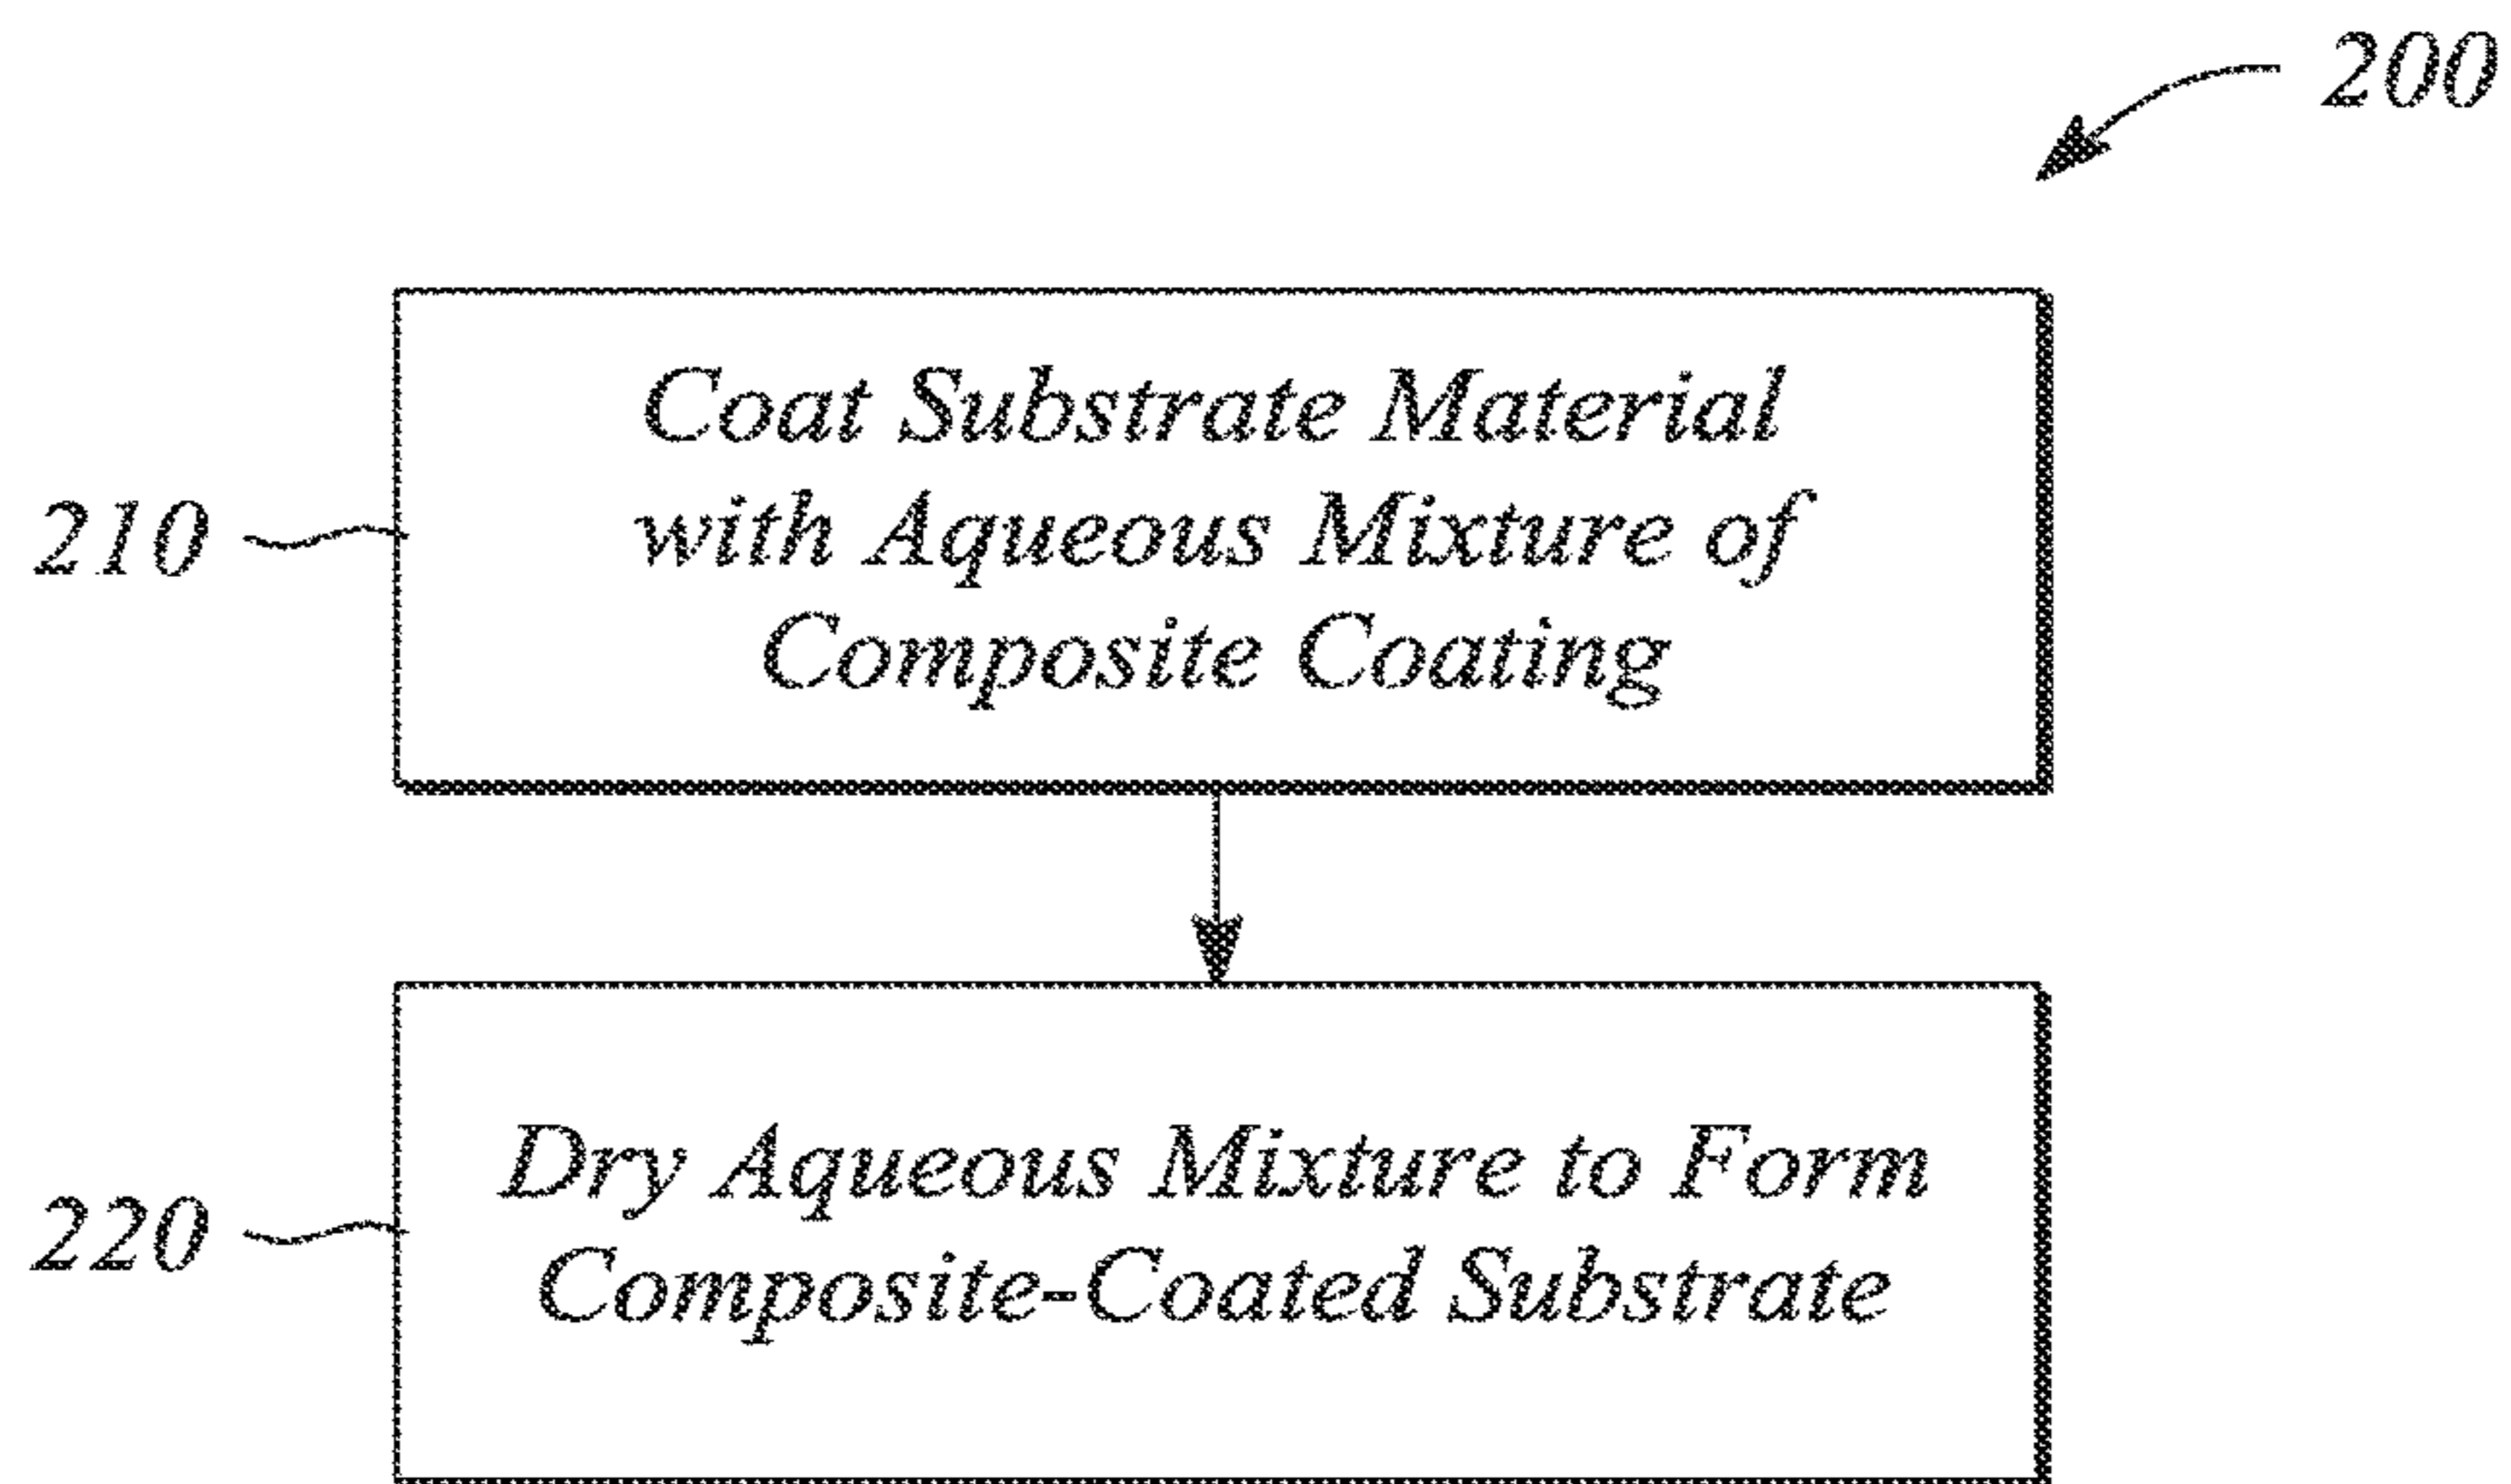 200
210
Coat Substrate Material
with Aqueous Mixture of
Composite Coating
220
Dry Aqueous Mixture to Form
Composite-Coated Substrate